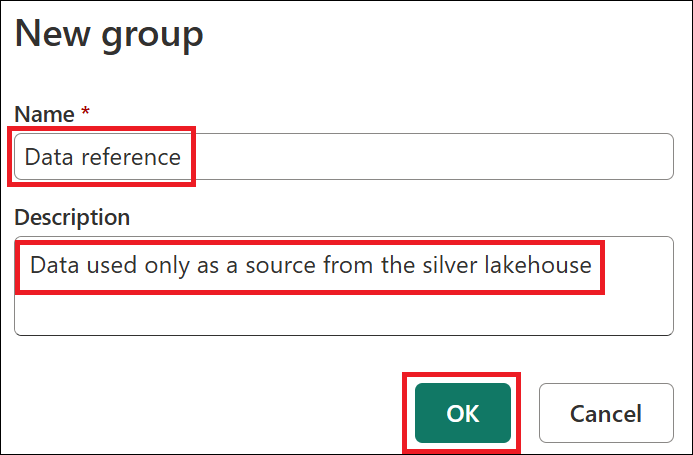 New group
Name *
Data reference
Description
Data used only as a source from the silver lakehouse
OK Cancel